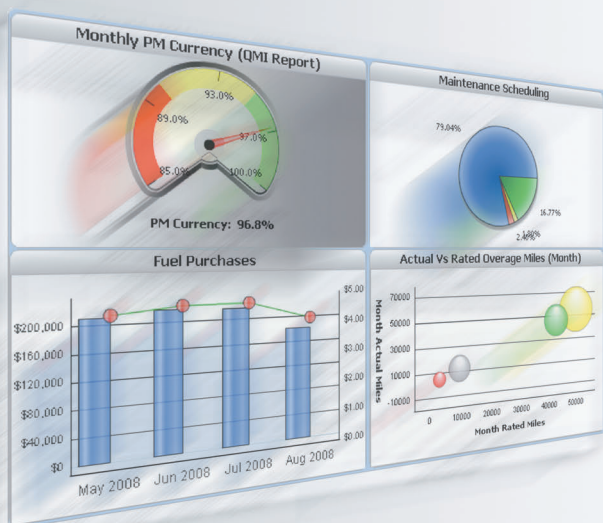 Monthly PM Currency (QMI Report)
93.0%
89.0%
97.0%
85.0%
100.0%
PM Currency: 96.8%
Maintenance Scheduling
79.04%
16.77%
Fuel Purchases
$200,000
$160,000
$120,000
$80,000
$40,000
$0
$5.00
$4.00
$3.00
$2.00
$1.00
$0.00
May 2008
Jun 2008
Jul 2008
Aug 2008
Actual Vs Rated Overage Miles (Month)
Month Actual Miles
70000
50000
30000
10000
-10000
0
10000
20000
30000
40000
50000
Month Rated Miles